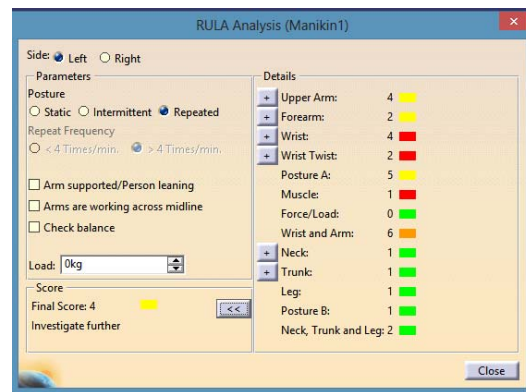 RULA Analysis (Manikin1)
Side: Left Right
Parameters
Posture
Static Intermittent Repeated
Repeat Frequency
< 4 Times/min. > 4 Times/min.
Arm supported/Person leaning
Arms are working across midline
Check balance
Load: 0kg
Score
Final Score: 4
<<
Investigate further
Details
+ Upper Arm: 4
+ Forearm: 2
+ Wrist: 4
+ Wrist Twist: 2
Posture A: 5
Muscle: 1
Force/Load: 0
Wrist and Arm: 6
+ Neck: 1
+ Trunk: 1
Leg: 1
Posture B: 1
Neck, Trunk and Leg: 2
Close